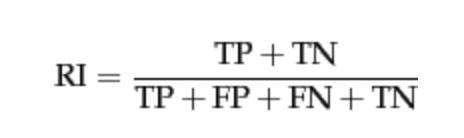 RI = TP + TN
TP + FP + FN + TN